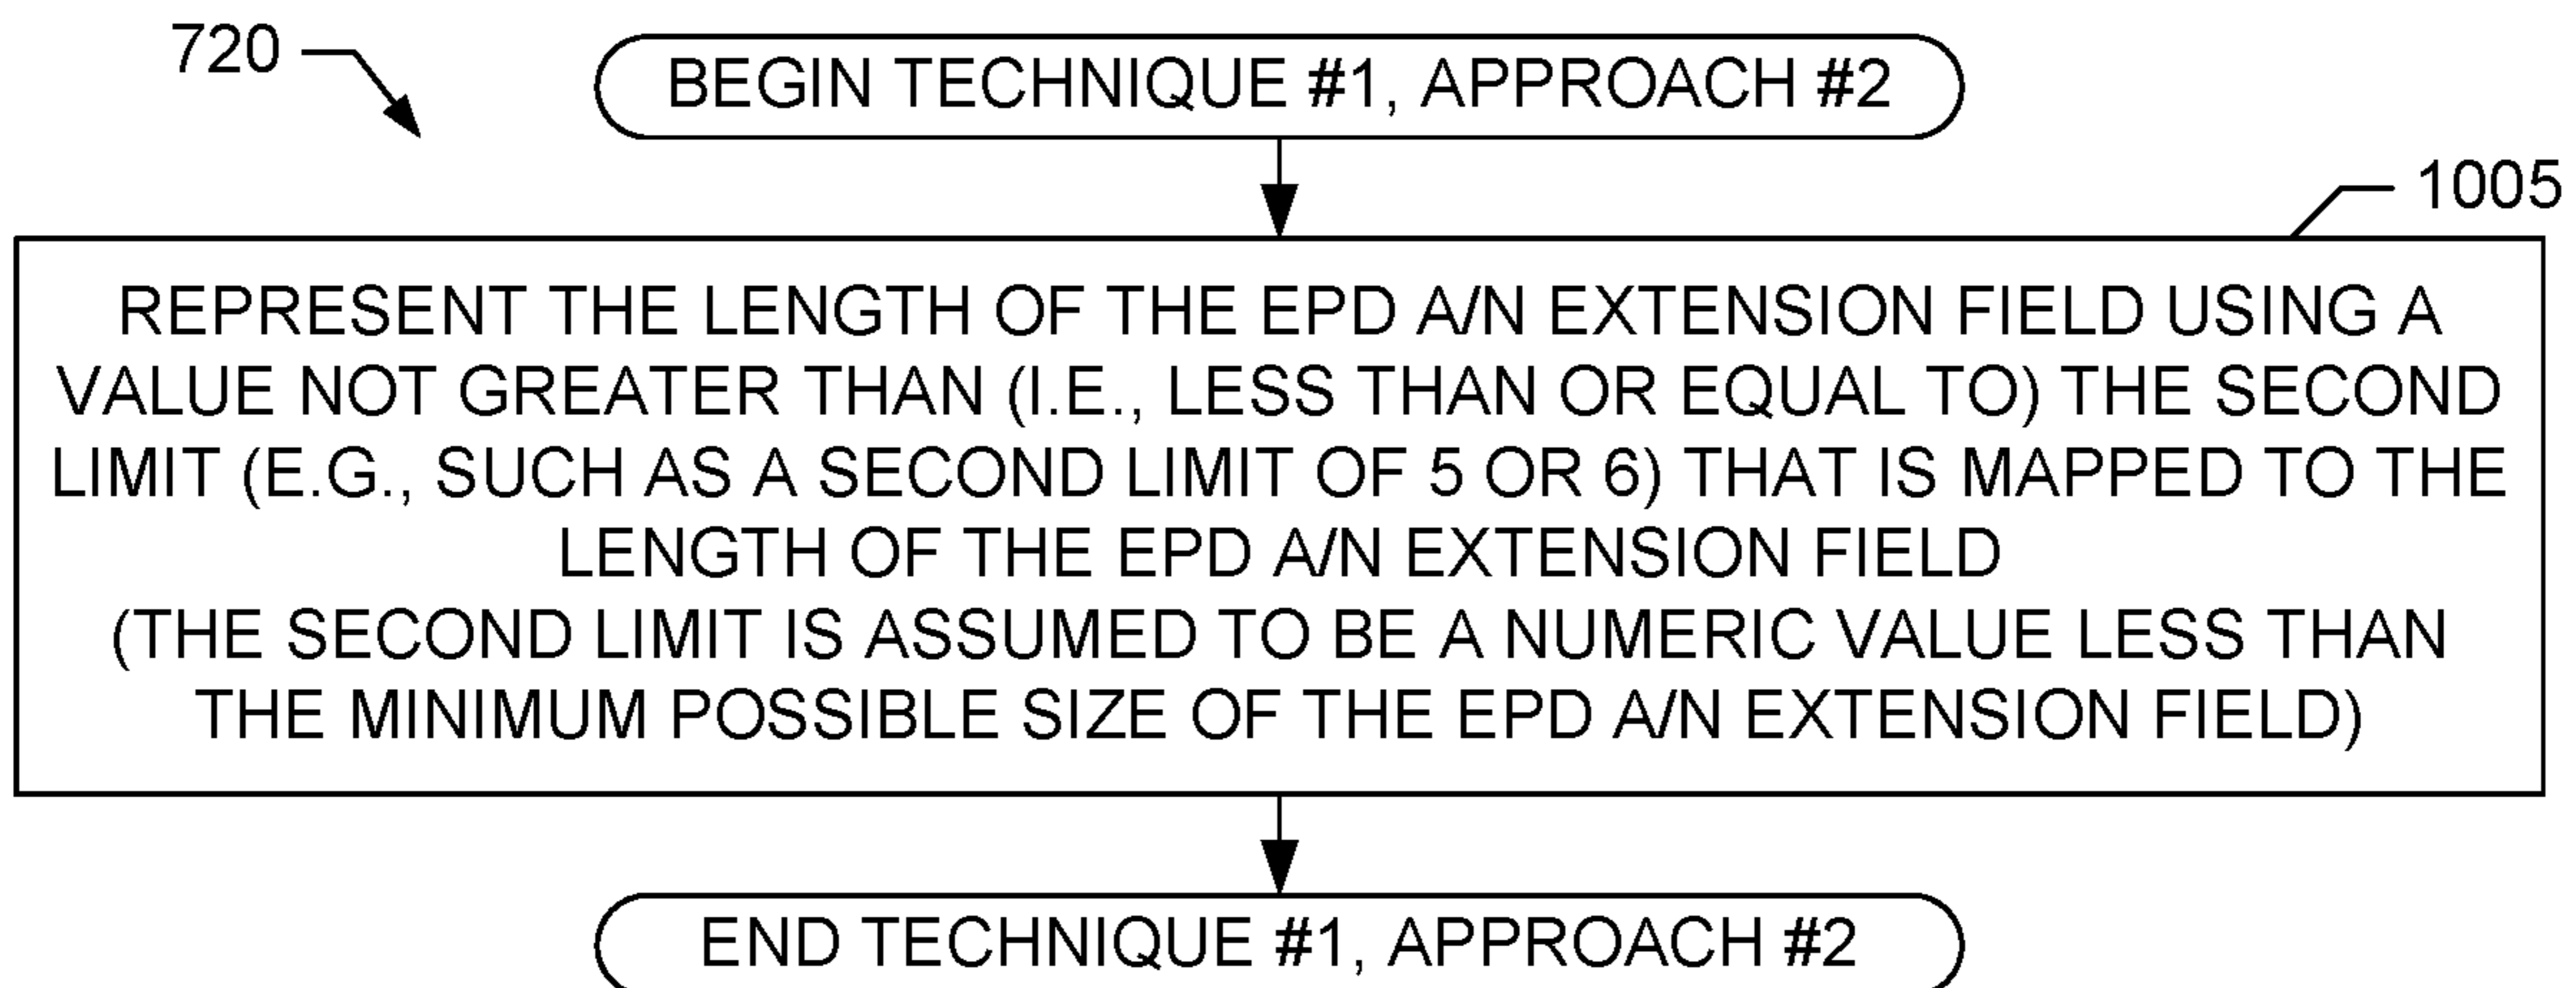 720
BEGIN TECHNIQUE #1, APPROACH #2
1005
REPRESENT THE LENGTH OF THE EPD A/N EXTENSION FIELD USING A
VALUE NOT GREATER THAN (I.E., LESS THAN OR EQUAL TO) THE SECOND
LIMIT (E.G., SUCH AS A SECOND LIMIT OF 5 OR 6) THAT IS MAPPED TO THE
LENGTH OF THE EPD A/N EXTENSION FIELD
(THE SECOND LIMIT IS ASSUMED TO BE A NUMERIC VALUE LESS THAN
THE MINIMUM POSSIBLE SIZE OF THE EPD A/N EXTENSION FIELD)
END TECHNIQUE #1, APPROACH #2